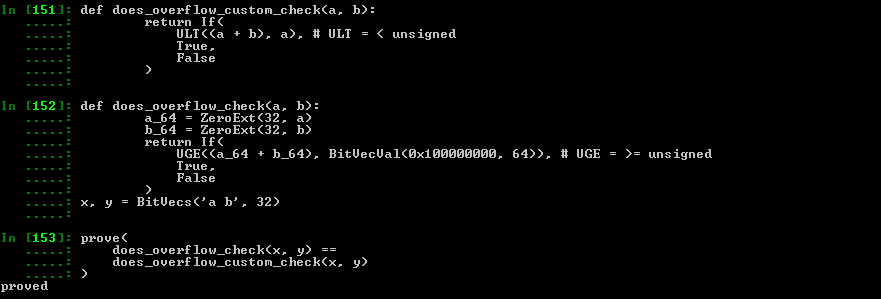 In [151]: def does_overflow_custom_check(a, b):
   .....:         return If(
   .....:             ULT((a + b), a), # ULT = < unsigned
   .....:             True,
   .....:             False
   .....:         )
   .....:
In [152]: def does_overflow_check(a, b):
   .....:         a_64 = ZeroExt(32, a)
   .....:         b_64 = ZeroExt(32, b)
   .....:         return If(
   .....:             UGE((a_64 + b_64), BitVecVal(0x100000000, 64)), # UGE = >= unsigned
   .....:             True,
   .....:             False
   .....:         )
   .....: x, y = BitVecs('a b', 32)
   .....:
In [153]: prove(
   .....:     does_overflow_check(x, y) ==
   .....:     does_overflow_custom_check(x, y)
   .....: )
proved